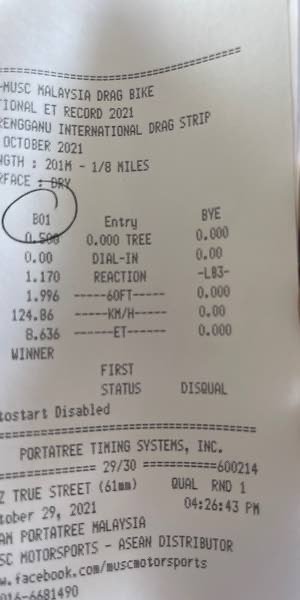 -MUSC MALAYSIA DRAG BIKE
TIONAL ET RECORD 2021
RENGGANU INTERNATIONAL DRAG STRIP
OCTOBER 2021
NGTH : 201M - 1/8 MILES
RFACE : DRY
B01 Entry BYE
0.500 0.000 TREE 0.000
0.00 DIAL-IN 0.00
1.170 REACTION -LB3-
1.996 -----60FT----- 0.000
124.86 -----KM/H----- 0.00
8.636 ------ET------ 0.000
WINNER
FIRST
STATUS DISQUAL
tostart Disabled
PORTATREE TIMING SYSTEMS, INC.
29/30 ===========600214
Z TRUE STREET (61mm) QUAL RND 1
tober 29, 2021 04:26:43 PM
AM PORTATREE MALAYSIA
SC MOTORSPORTS - ASEAN DISTRIBUTOR
w.facebook.com/muscmotorsports
016-6681490